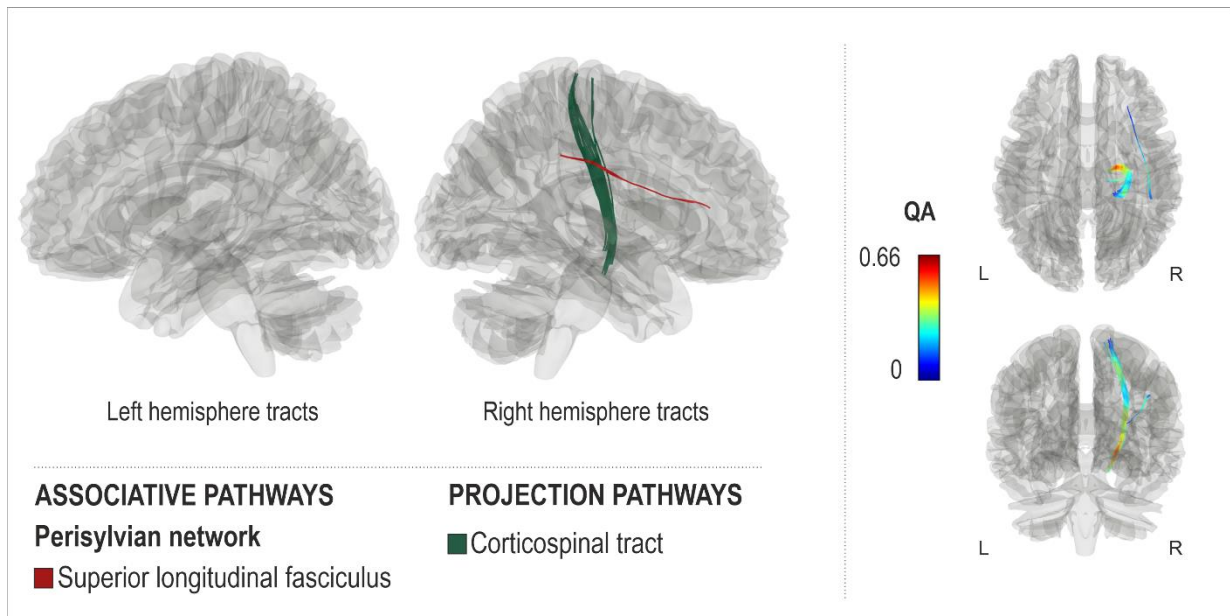 Left hemisphere tracts
Right hemisphere tracts
ASSOCIATIVE PATHWAYS
Perisylvian network
Superior longitudinal fasciculus
PROJECTION PATHWAYS
Corticospinal tract
QA
0.66
0
L
R
L
R